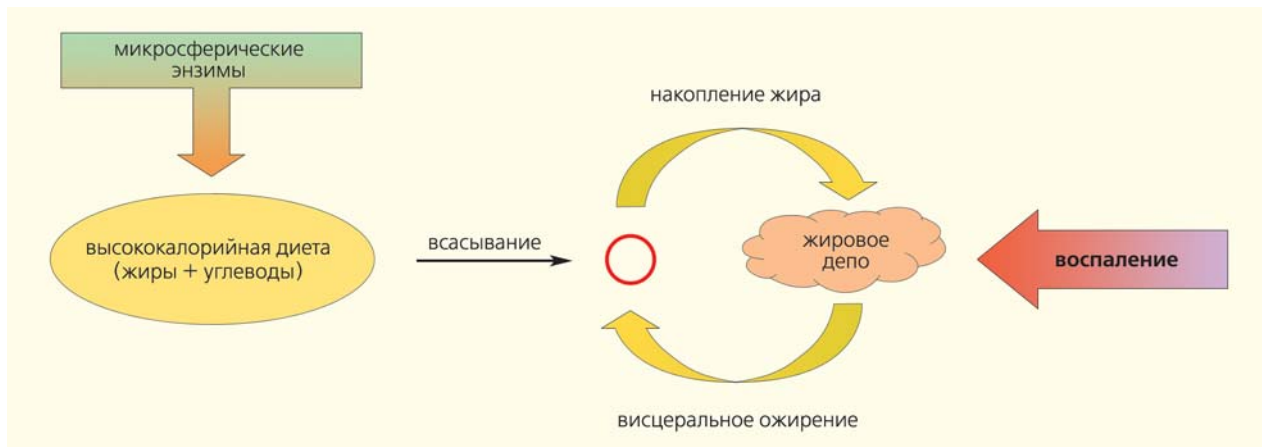 микросферические
энзимы
накопление жира
высококалорийная диета
(жиры + углеводы)
всасывание
жировое
депо
воспаление
висцеральное ожирение